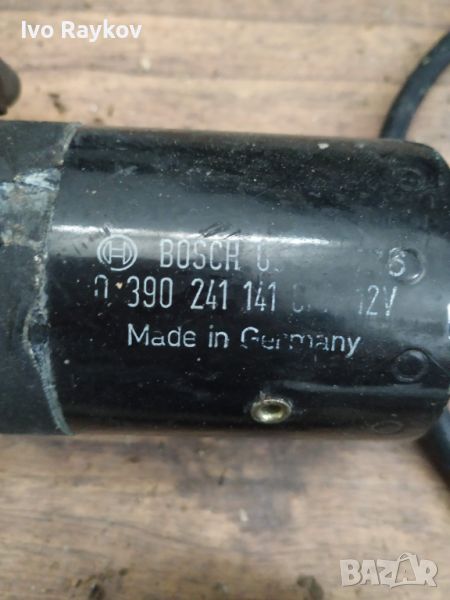 Ivo Raykov
BOSCH
0 390 241 141 12V
Made in Germany
BAZAR